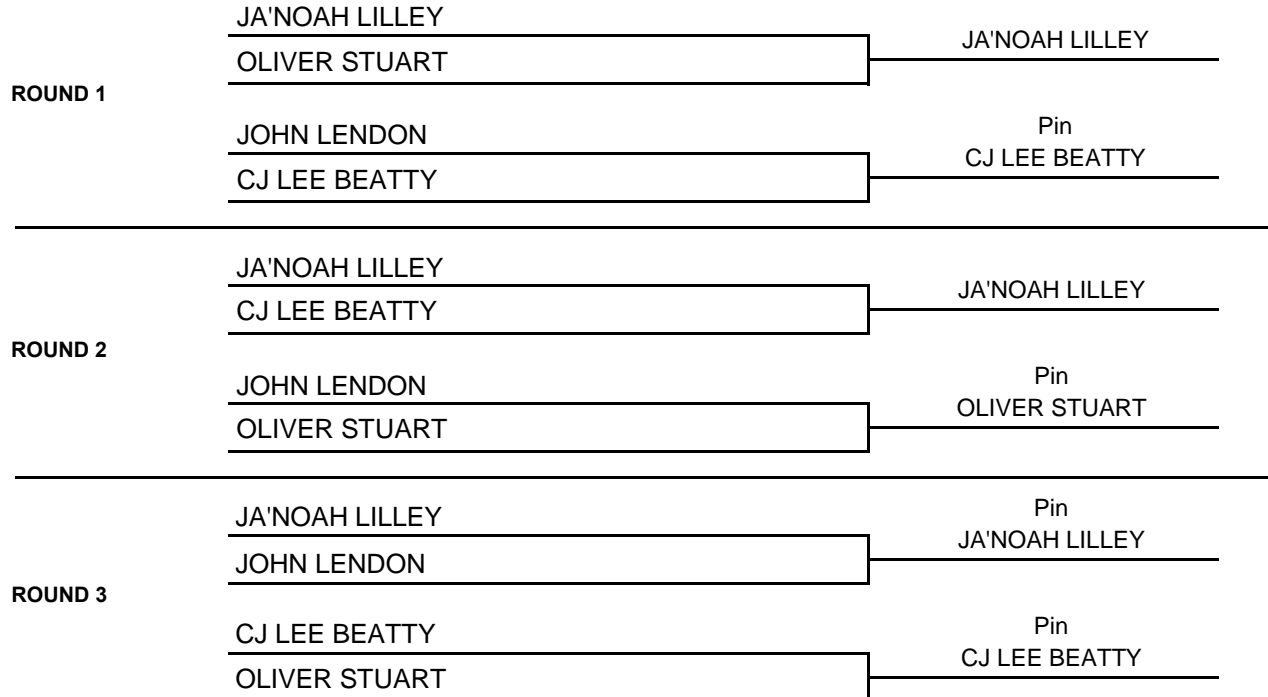 JA'NOAH LILLEY
OLIVER STUART
JA'NOAH LILLEY
ROUND 1
JOHN LENDON
CJ LEE BEATTY
Pin
CJ LEE BEATTY
JA'NOAH LILLEY
CJ LEE BEATTY
JA'NOAH LILLEY
ROUND 2
JOHN LENDON
OLIVER STUART
Pin
OLIVER STUART
JA'NOAH LILLEY
JOHN LENDON
Pin
JA'NOAH LILLEY
ROUND 3
CJ LEE BEATTY
OLIVER STUART
Pin
CJ LEE BEATTY